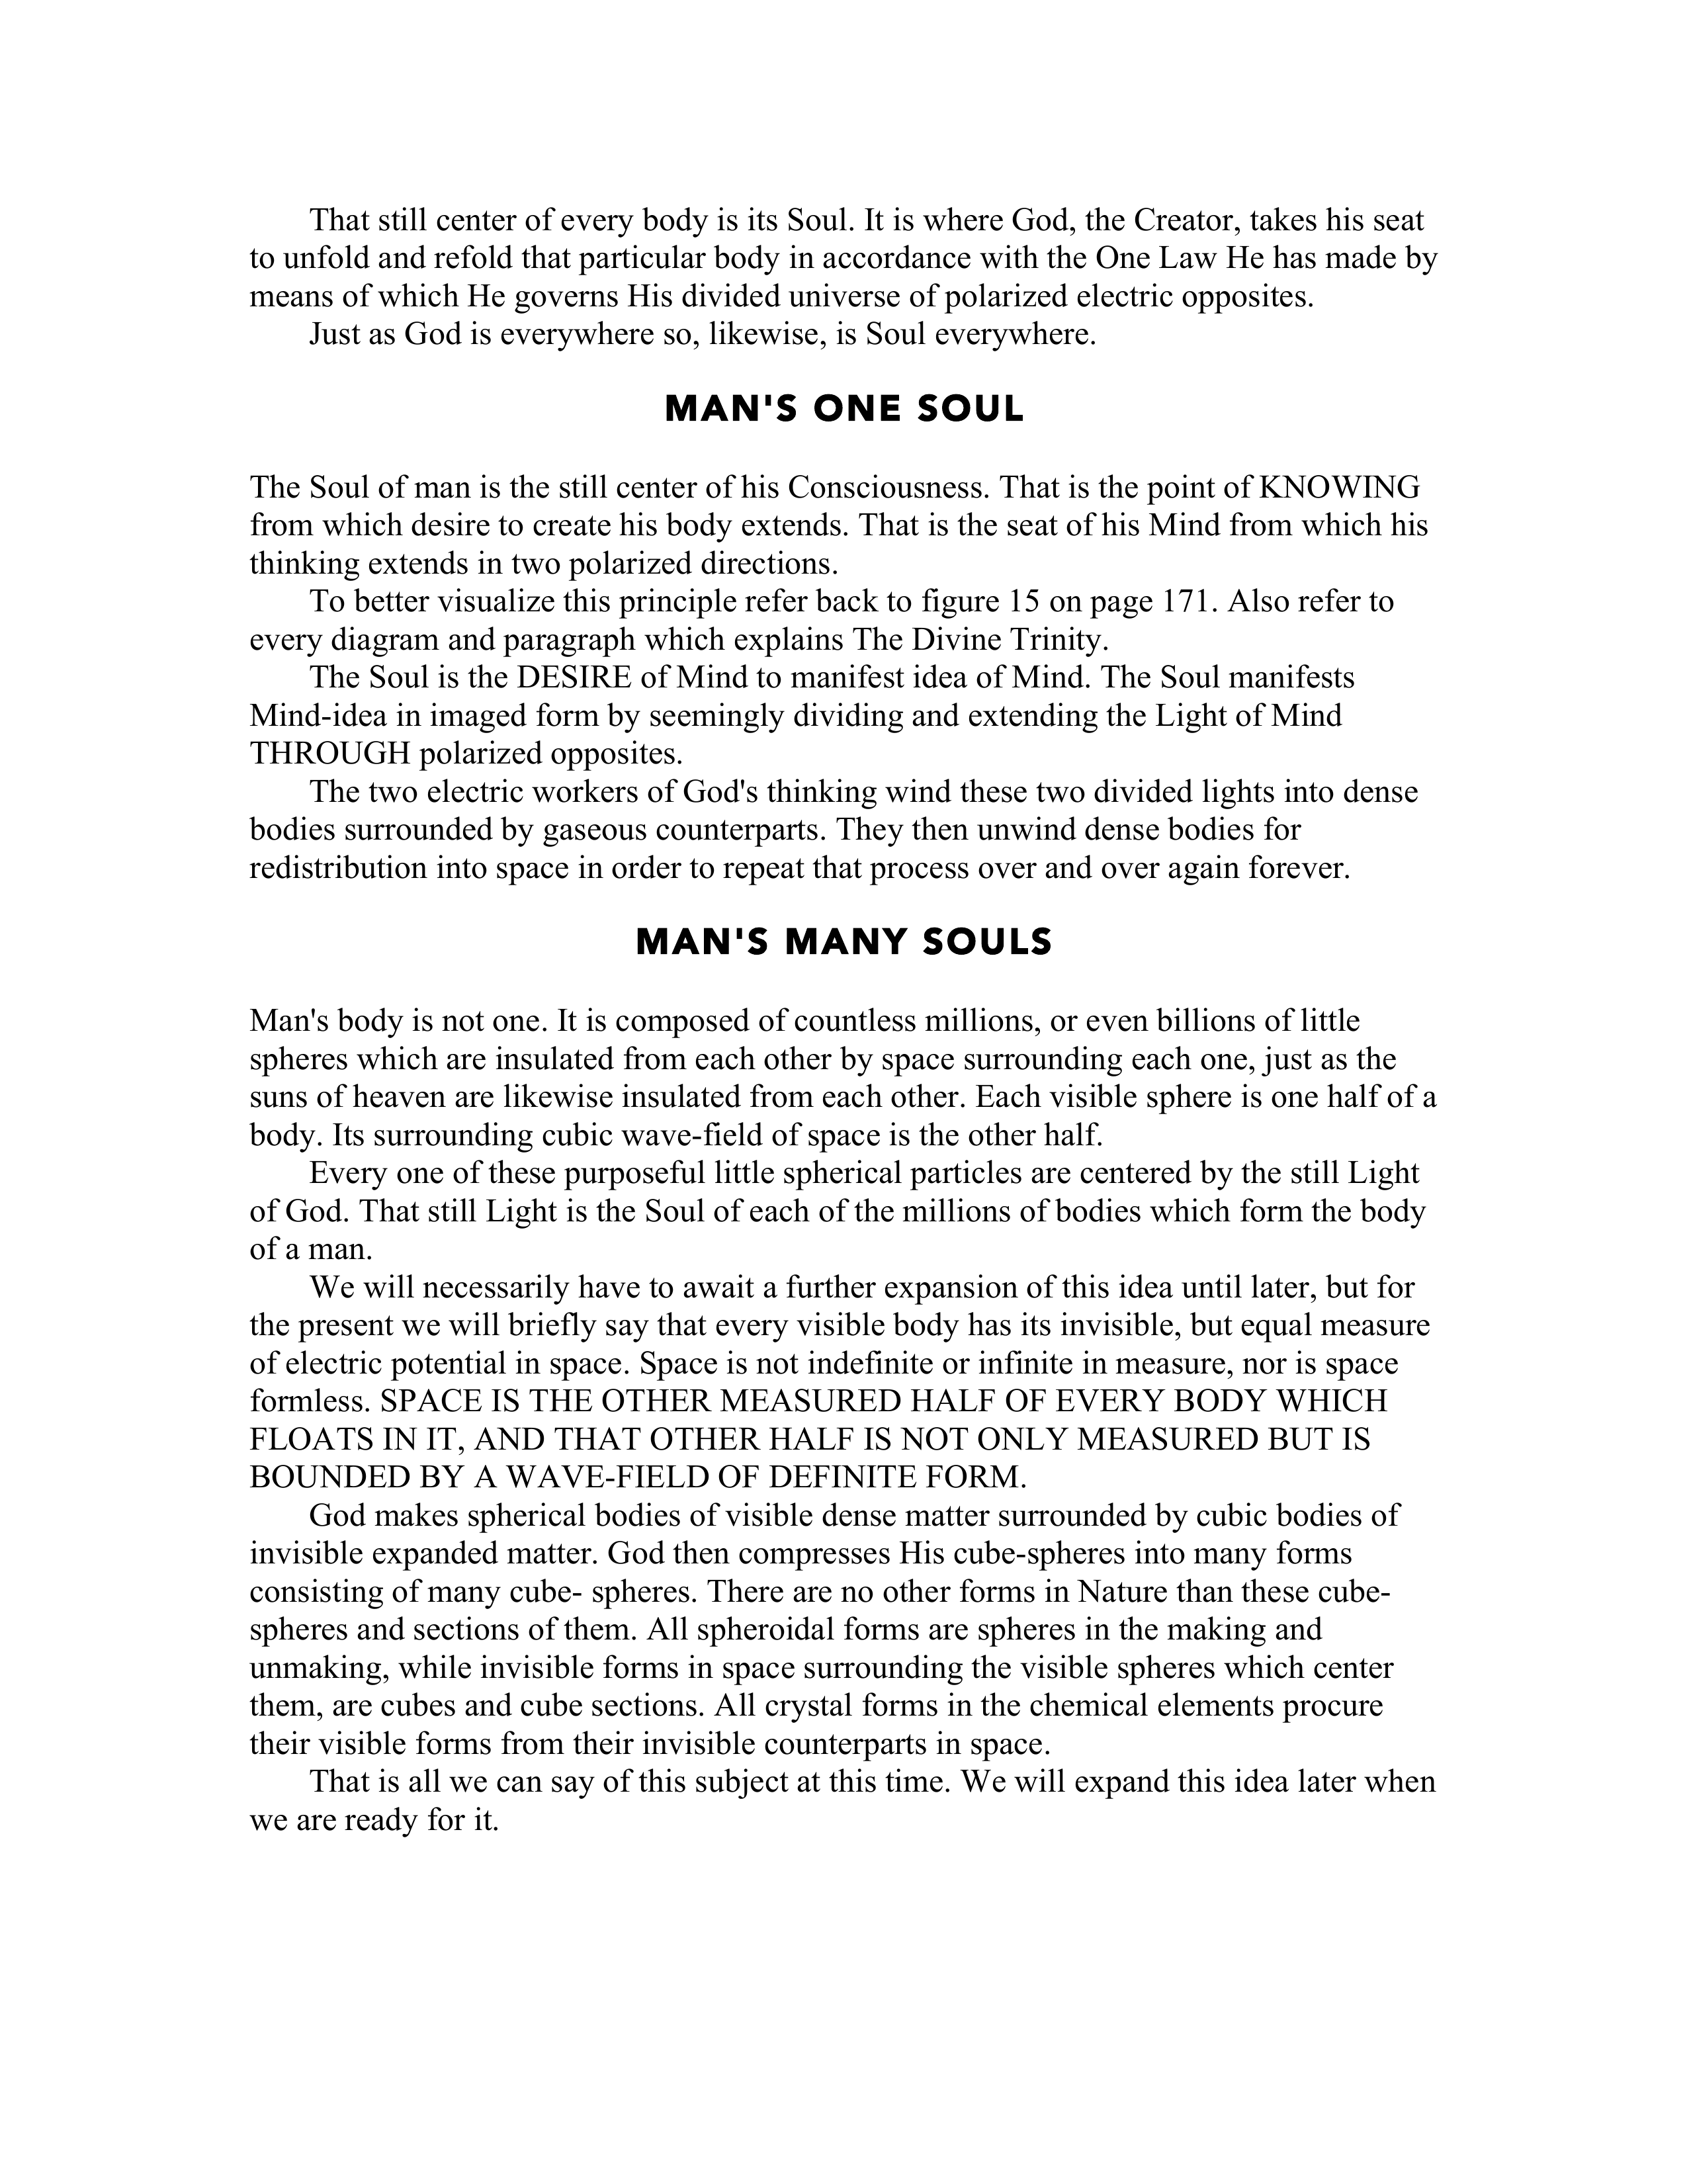 That still center of every body is its Soul. It is where God, the Creator, takes his seat
to unfold and refold that particular body in accordance with the One Law He has made by
means of which He governs His divided universe of polarized electric opposites.
Just as God is everywhere so, likewise, is Soul everywhere.
MAN'S ONE SOUL
The Soul of man is the still center of his Consciousness. That is the point of KNOWING
from which desire to create his body extends. That is the seat of his Mind from which his
thinking extends in two polarized directions.
To better visualize this principle refer back to figure 15 on page 171. Also refer to
every diagram and paragraph which explains The Divine Trinity.
The Soul is the DESIRE of Mind to manifest idea of Mind. The Soul manifests
Mind-idea in imaged form by seemingly dividing and extending the Light of Mind
THROUGH polarized opposites.
The two electric workers of God's thinking wind these two divided lights into dense
bodies surrounded by gaseous counterparts. They then unwind dense bodies for
redistribution into space in order to repeat that process over and over again forever.
MAN'S MANY SOULS
Man's body is not one. It is composed of countless millions, or even billions of little
spheres which are insulated from each other by space surrounding each one, just as the
suns of heaven are likewise insulated from each other. Each visible sphere is one half of a
body. Its surrounding cubic wave-field of space is the other half.
Every one of these purposeful little spherical particles are centered by the still Light
of God. That still Light is the Soul of each of the millions of bodies which form the body
of a man.
We will necessarily have to await a further expansion of this idea until later, but for
the present we will briefly say that every visible body has its invisible, but equal measure
of electric potential in space. Space is not indefinite or infinite in measure, nor is space
formless. SPACE IS THE OTHER MEASURED HALF OF EVERY BODY WHICH
FLOATS IN IT, AND THAT OTHER HALF IS NOT ONLY MEASURED BUT IS
BOUNDED BY A WAVE-FIELD OF DEFINITE FORM.
God makes spherical bodies of visible dense matter surrounded by cubic bodies of
invisible expanded matter. God then compresses His cube-spheres into many forms
consisting of many cube- spheres. There are no other forms in Nature than these cube-
spheres and sections of them. All spheroidal forms are spheres in the making and
unmaking, while invisible forms in space surrounding the visible spheres which center
them, are cubes and cube sections. All crystal forms in the chemical elements procure
their visible forms from their invisible counterparts in space.
That is all we can say of this subject at this time. We will expand this idea later when
we are ready for it.